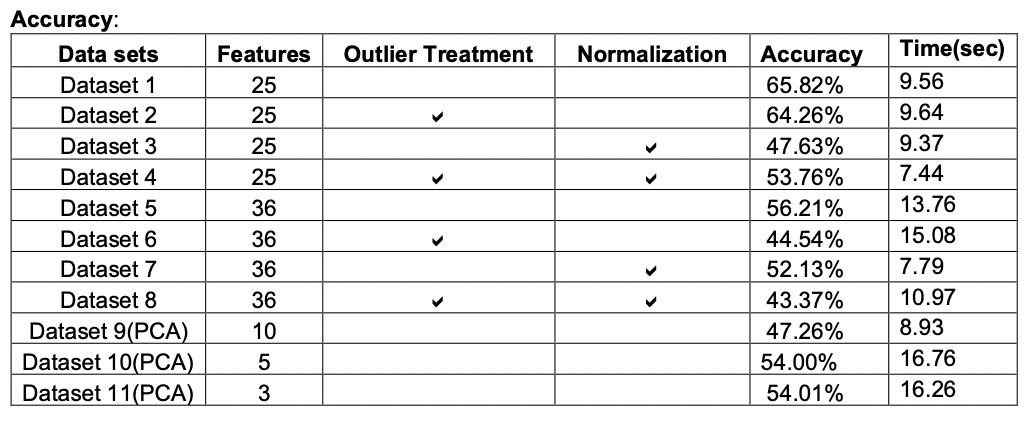 Accuracy:
Data sets Features Outlier Treatment Normalization Accuracy Time(sec)
Dataset 1 25 65.82% 9.56
Dataset 2 25 ✔ 64.26% 9.64
Dataset 3 25 ✔ 47.63% 9.37
Dataset 4 25 ✔ ✔ 53.76% 7.44
Dataset 5 36 56.21% 13.76
Dataset 6 36 ✔ 44.54% 15.08
Dataset 7 36 ✔ 52.13% 7.79
Dataset 8 36 ✔ ✔ 43.37% 10.97
Dataset 9(PCA) 10 47.26% 8.93
Dataset 10(PCA) 5 54.00% 16.76
Dataset 11(PCA) 3 54.01% 16.26